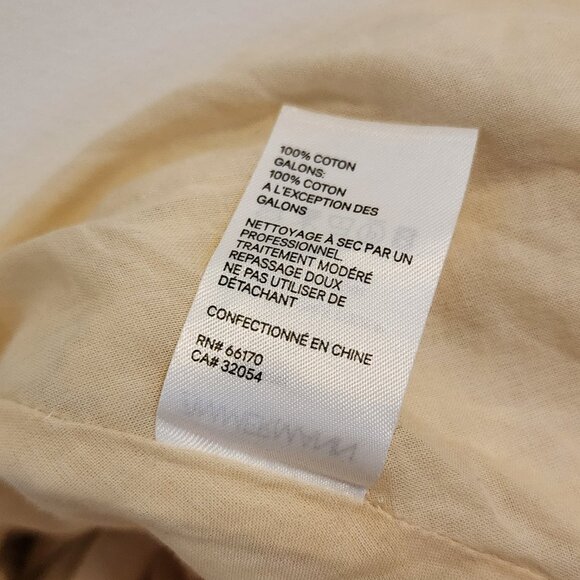 100% COTON
GALONS:
100% COTON
A L'EXCEPTION DES
GALONS
NETTOYAGE À SEC PAR UN
PROFESSIONNEL
TRAITEMENT MODÉRÉ
REPASSAGE DOUX
NE PAS UTILISER DE
DÉTACHANT
CONFECTIONNÉ EN CHINE
RN# 66170
CA# 32054